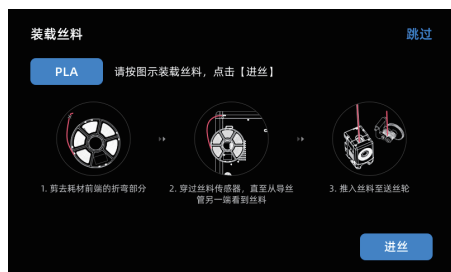 装载丝料
跳过
PLA
请按图示装载丝料，点击【进丝】
1. 剪去耗材前端的折弯部分
2. 穿过丝料传感器，直至从导丝
管另一端看到丝料
3. 推入丝料至送丝轮
进丝